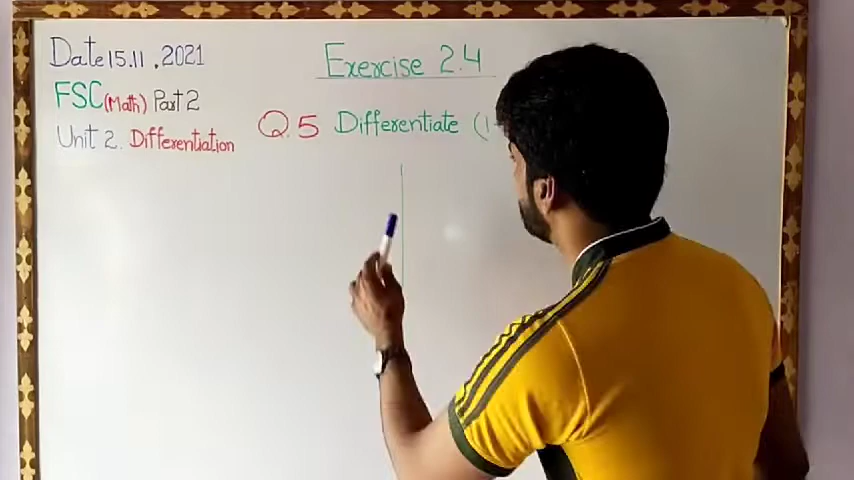 Date 15.11.2021
Exercise 2.4
FSC (Math) Part 2
Q.5 Differentiate (
Unit 2. Differentiation